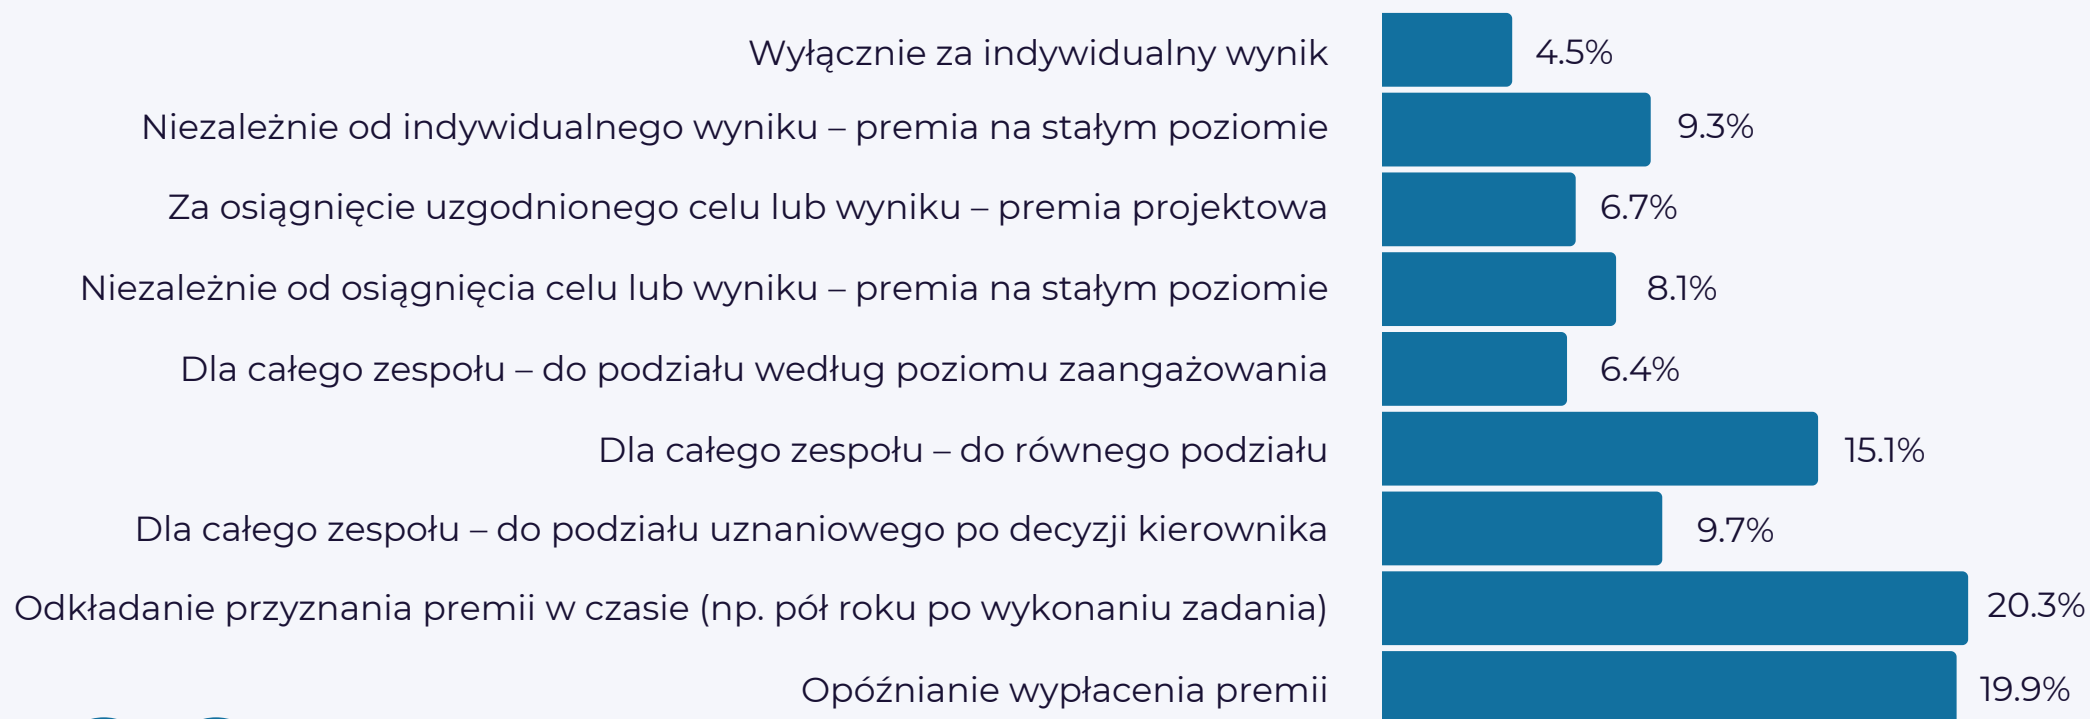 Wyłącznie za indywidualny wynik 4.5%
Niezależnie od indywidualnego wyniku – premia na stałym poziomie 9.3%
Za osiągnięcie uzgodnionego celu lub wyniku – premia projektowa 6.7%
Niezależnie od osiągnięcia celu lub wyniku – premia na stałym poziomie 8.1%
Dla całego zespołu – do podziału według poziomu zaangażowania 6.4%
Dla całego zespołu – do równego podziału 15.1%
Dla całego zespołu – do podziału uznaniowego po decyzji kierownika 9.7%
Odkładanie przyznania premii w czasie (np. pół roku po wykonaniu zadania) 20.3%
Opóźnianie wypłacenia premii 19.9%